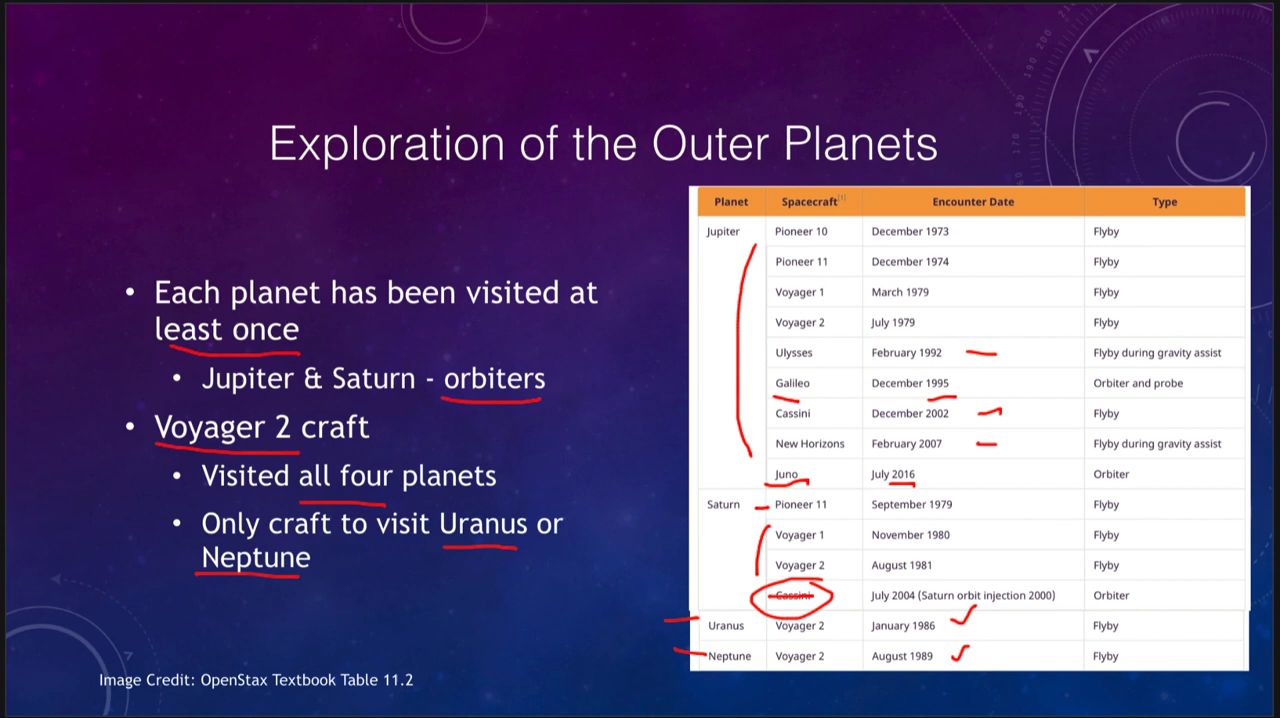 Exploration of the Outer Planets
• Each planet has been visited at
least once
• Jupiter & Saturn - orbiters
• Voyager 2 craft
• Visited all four planets
• Only craft to visit Uranus or
Neptune
Image Credit: OpenStax Textbook Table 11.2
Planet Spacecraft[1] Encounter Date Type
Jupiter Pioneer 10 December 1973 Flyby
Pioneer 11 December 1974 Flyby
Voyager 1 March 1979 Flyby
Voyager 2 July 1979 Flyby
Ulysses February 1992 Flyby during gravity assist
Galileo December 1995 Orbiter and probe
Cassini December 2002 Flyby
New Horizons February 2007 Flyby during gravity assist
Juno July 2016 Orbiter
Saturn Pioneer 11 September 1979 Flyby
Voyager 1 November 1980 Flyby
Voyager 2 August 1981 Flyby
Cassini July 2004 (Saturn orbit injection 2000) Orbiter
Uranus Voyager 2 January 1986 Flyby
Neptune Voyager 2 August 1989 Flyby